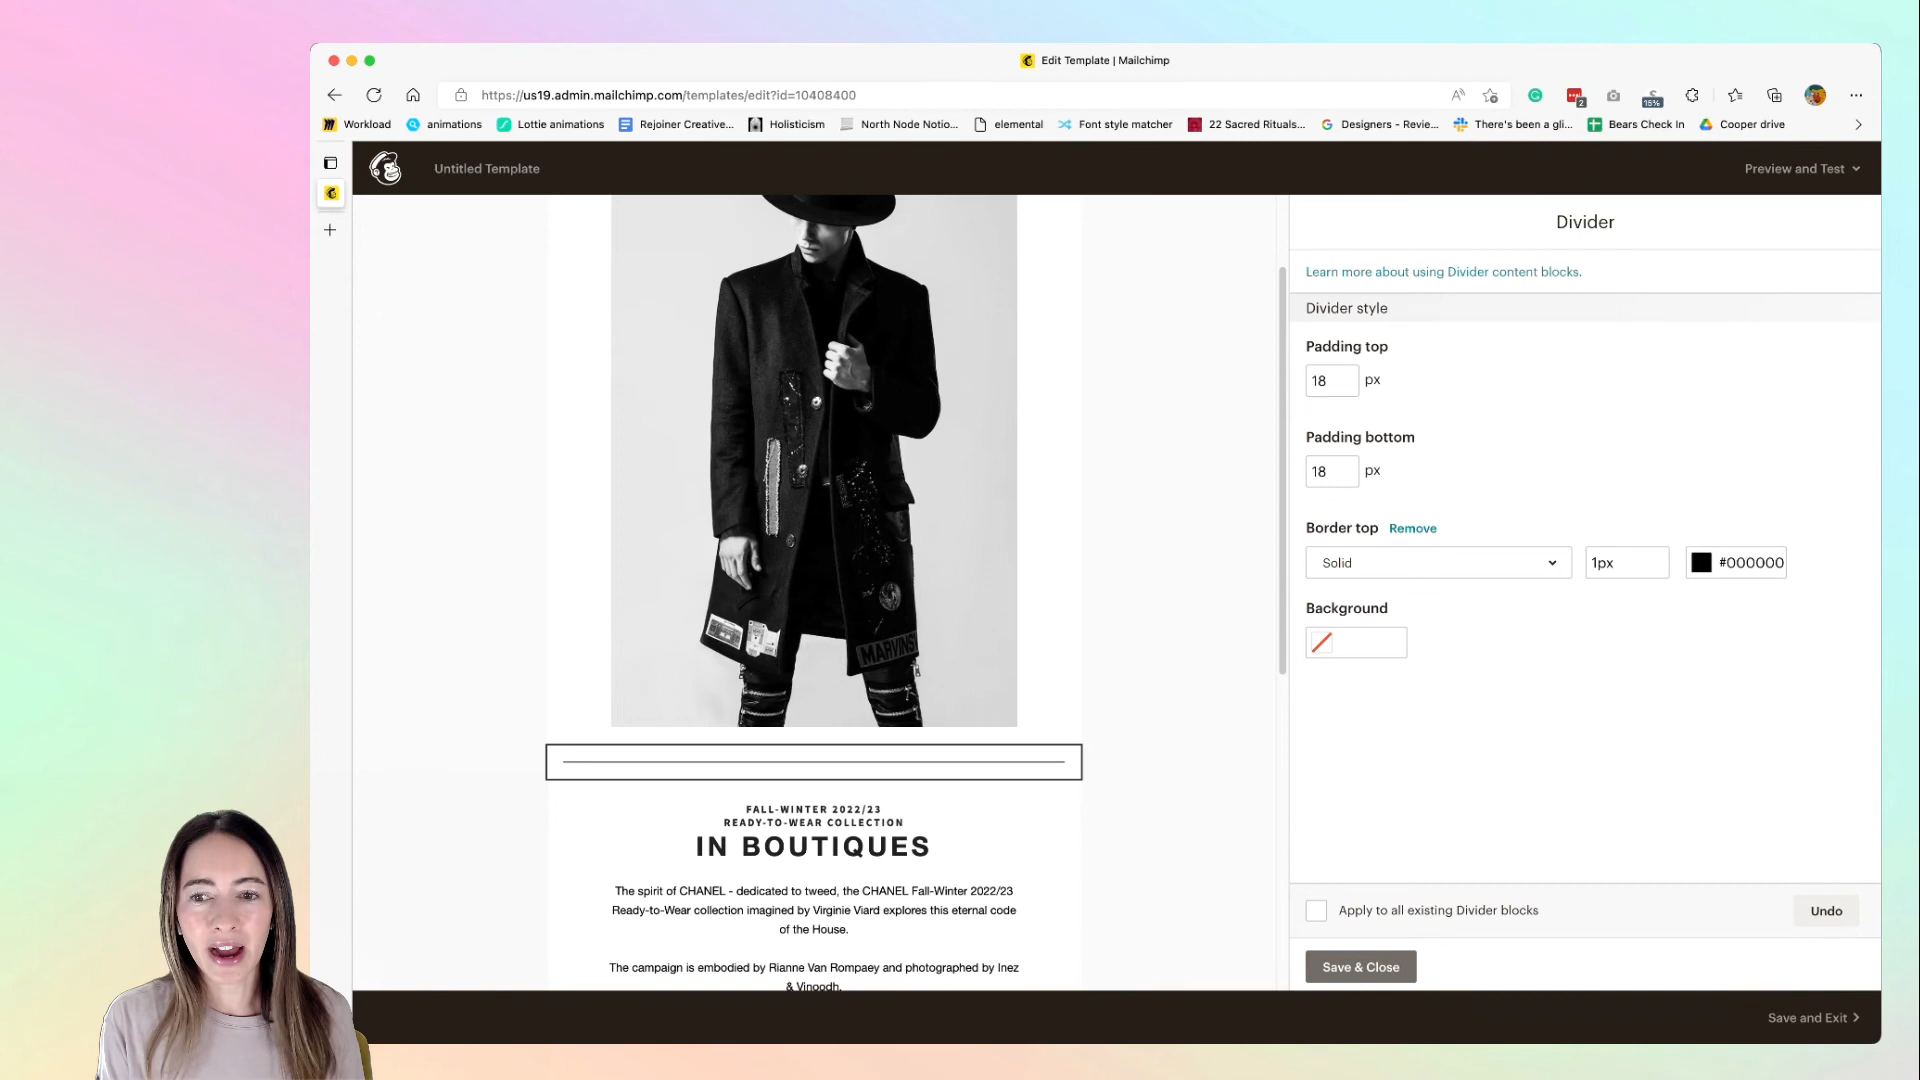 Edit Template | Mailchimp
https://us19.admin.mailchimp.com/templates/edit?id=10408400
2
15%
Workload
animations
Lottie animations
Rejoiner Creative...
Holisticism
North Node Notio...
elemental
Font style matcher
22 Sacred Rituals...
Designers - Revie...
There's been a gli...
Bears Check In
Cooper drive
Untitled Template
Preview and Test
MARVINS
FALL-WINTER 2022/23
READY-TO-WEAR COLLECTION
IN BOUTIQUES
The spirit of CHANEL - dedicated to tweed, the CHANEL Fall-Winter 2022/23
Ready-to-Wear collection imagined by Virginie Viard explores this eternal code
of the House.
The campaign is embodied by Rianne Van Rompaey and photographed by Inez
& Vinoodh.
Divider
Learn more about using Divider content blocks.
Divider style
Padding top
18 px
Padding bottom
18 px
Border top Remove
Solid 1px #000000
Background
Apply to all existing Divider blocks Undo
Save & Close
Save and Exit